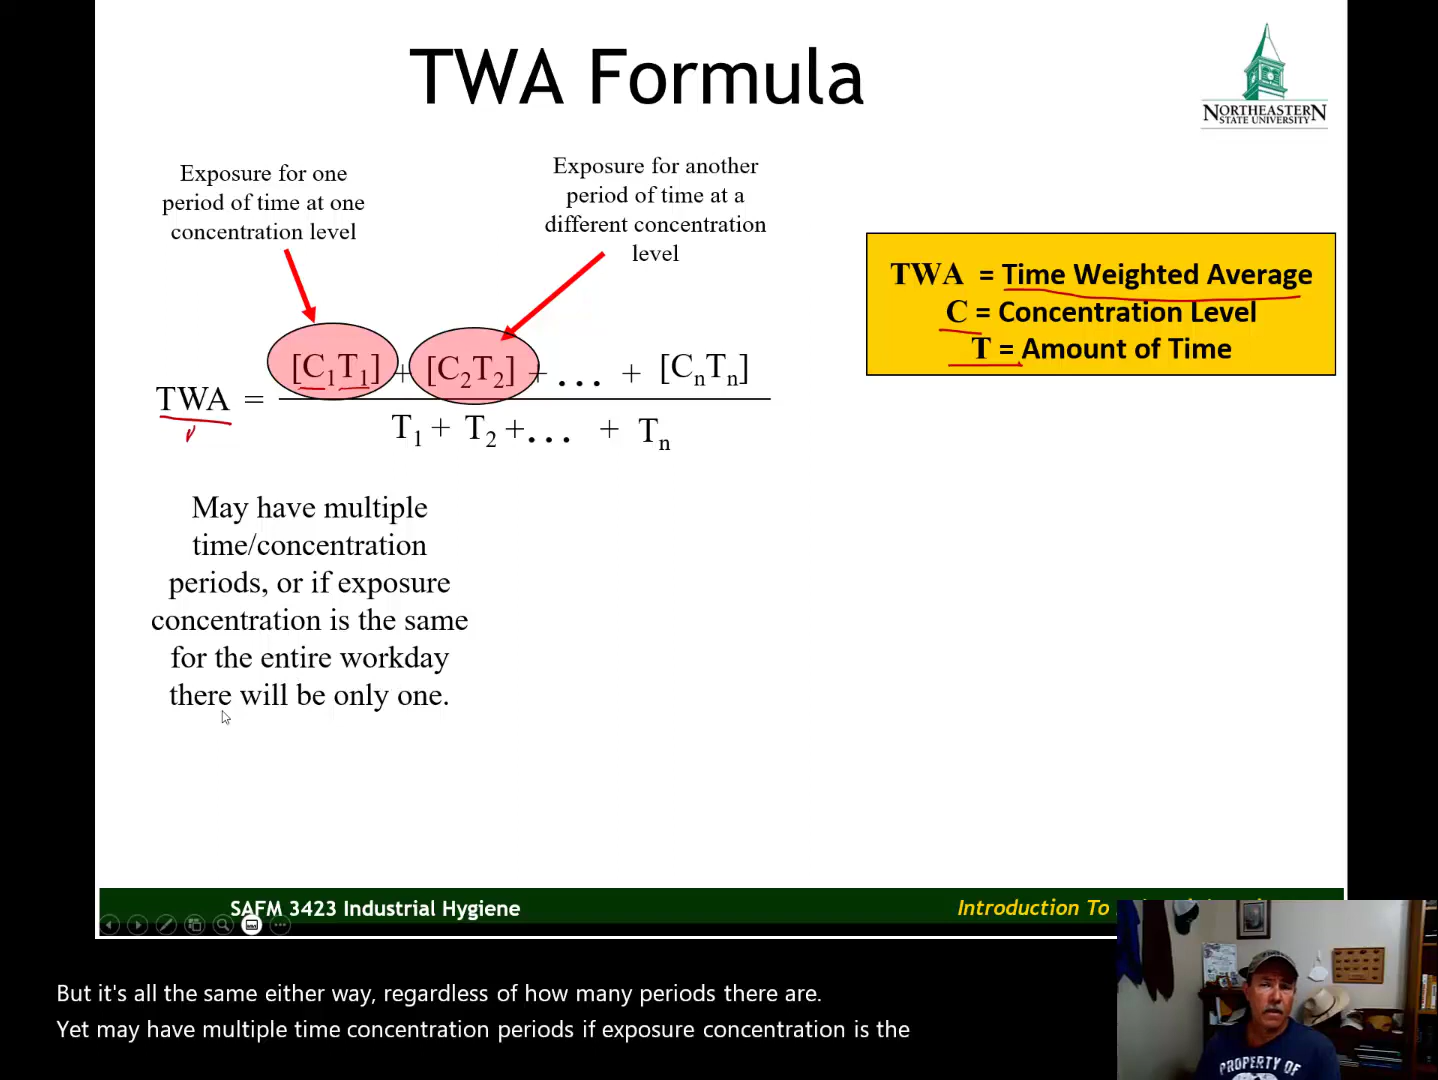 TWA Formula
NORTHEASTERN
STATE UNIVERSITY
Exposure for one
period of time at one
concentration level
Exposure for another
period of time at a
different concentration
level
TWA = Time Weighted Average
C = Concentration Level
T = Amount of Time
TWA = [C1T1] + [C2T2] + ... + [CnTn]
T1 + T2 + ... + Tn
May have multiple
time/concentration
periods, or if exposure
concentration is the same
for the entire workday
there will be only one.
SAFM 3423 Industrial Hygiene
Introduction To
But it's all the same either way, regardless of how many periods there are.
Yet may have multiple time concentration periods if exposure concentration is the
PROPERTY OF